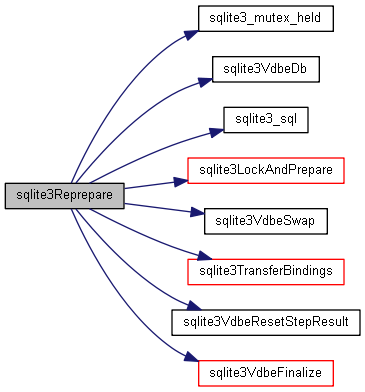 sqlite3_mutex_held
sqlite3VdbeDb
sqlite3_sql
sqlite3LockAndPrepare
sqlite3Reprepare
sqlite3VdbeSwap
sqlite3TransferBindings
sqlite3VdbeResetStepResult
sqlite3VdbeFinalize